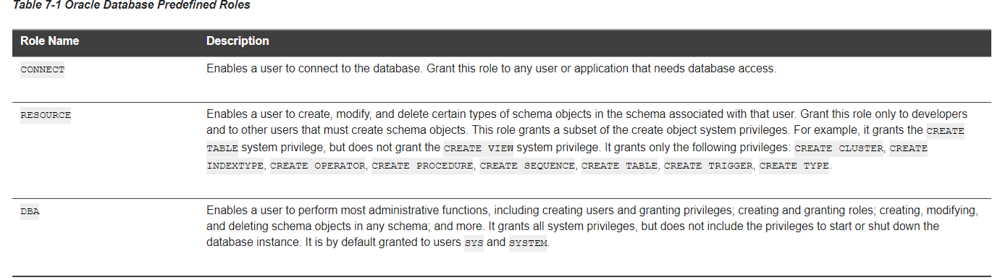 Table 7-1 Oracle Database Predefined Roles
Role Name Description
CONNECT Enables a user to connect to the database. Grant this role to any user or application that needs database access.
RESOURCE Enables a user to create, modify, and delete certain types of schema objects in the schema associated with that user. Grant this role only to developers
and to other users that must create schema objects. This role grants a subset of the create object system privileges. For example, it grants the CREATE
TABLE system privilege, but does not grant the CREATE VIEW system privilege. It grants only the following privileges: CREATE CLUSTER, CREATE
INDEXTYPE, CREATE OPERATOR, CREATE PROCEDURE, CREATE SEQUENCE, CREATE TABLE, CREATE TRIGGER, CREATE TYPE.
DBA Enables a user to perform most administrative functions, including creating users and granting privileges; creating and granting roles; creating, modifying,
and deleting schema objects in any schema; and more. It grants all system privileges, but does not include the privileges to start or shut down the
database instance. It is by default granted to users SYS and SYSTEM.